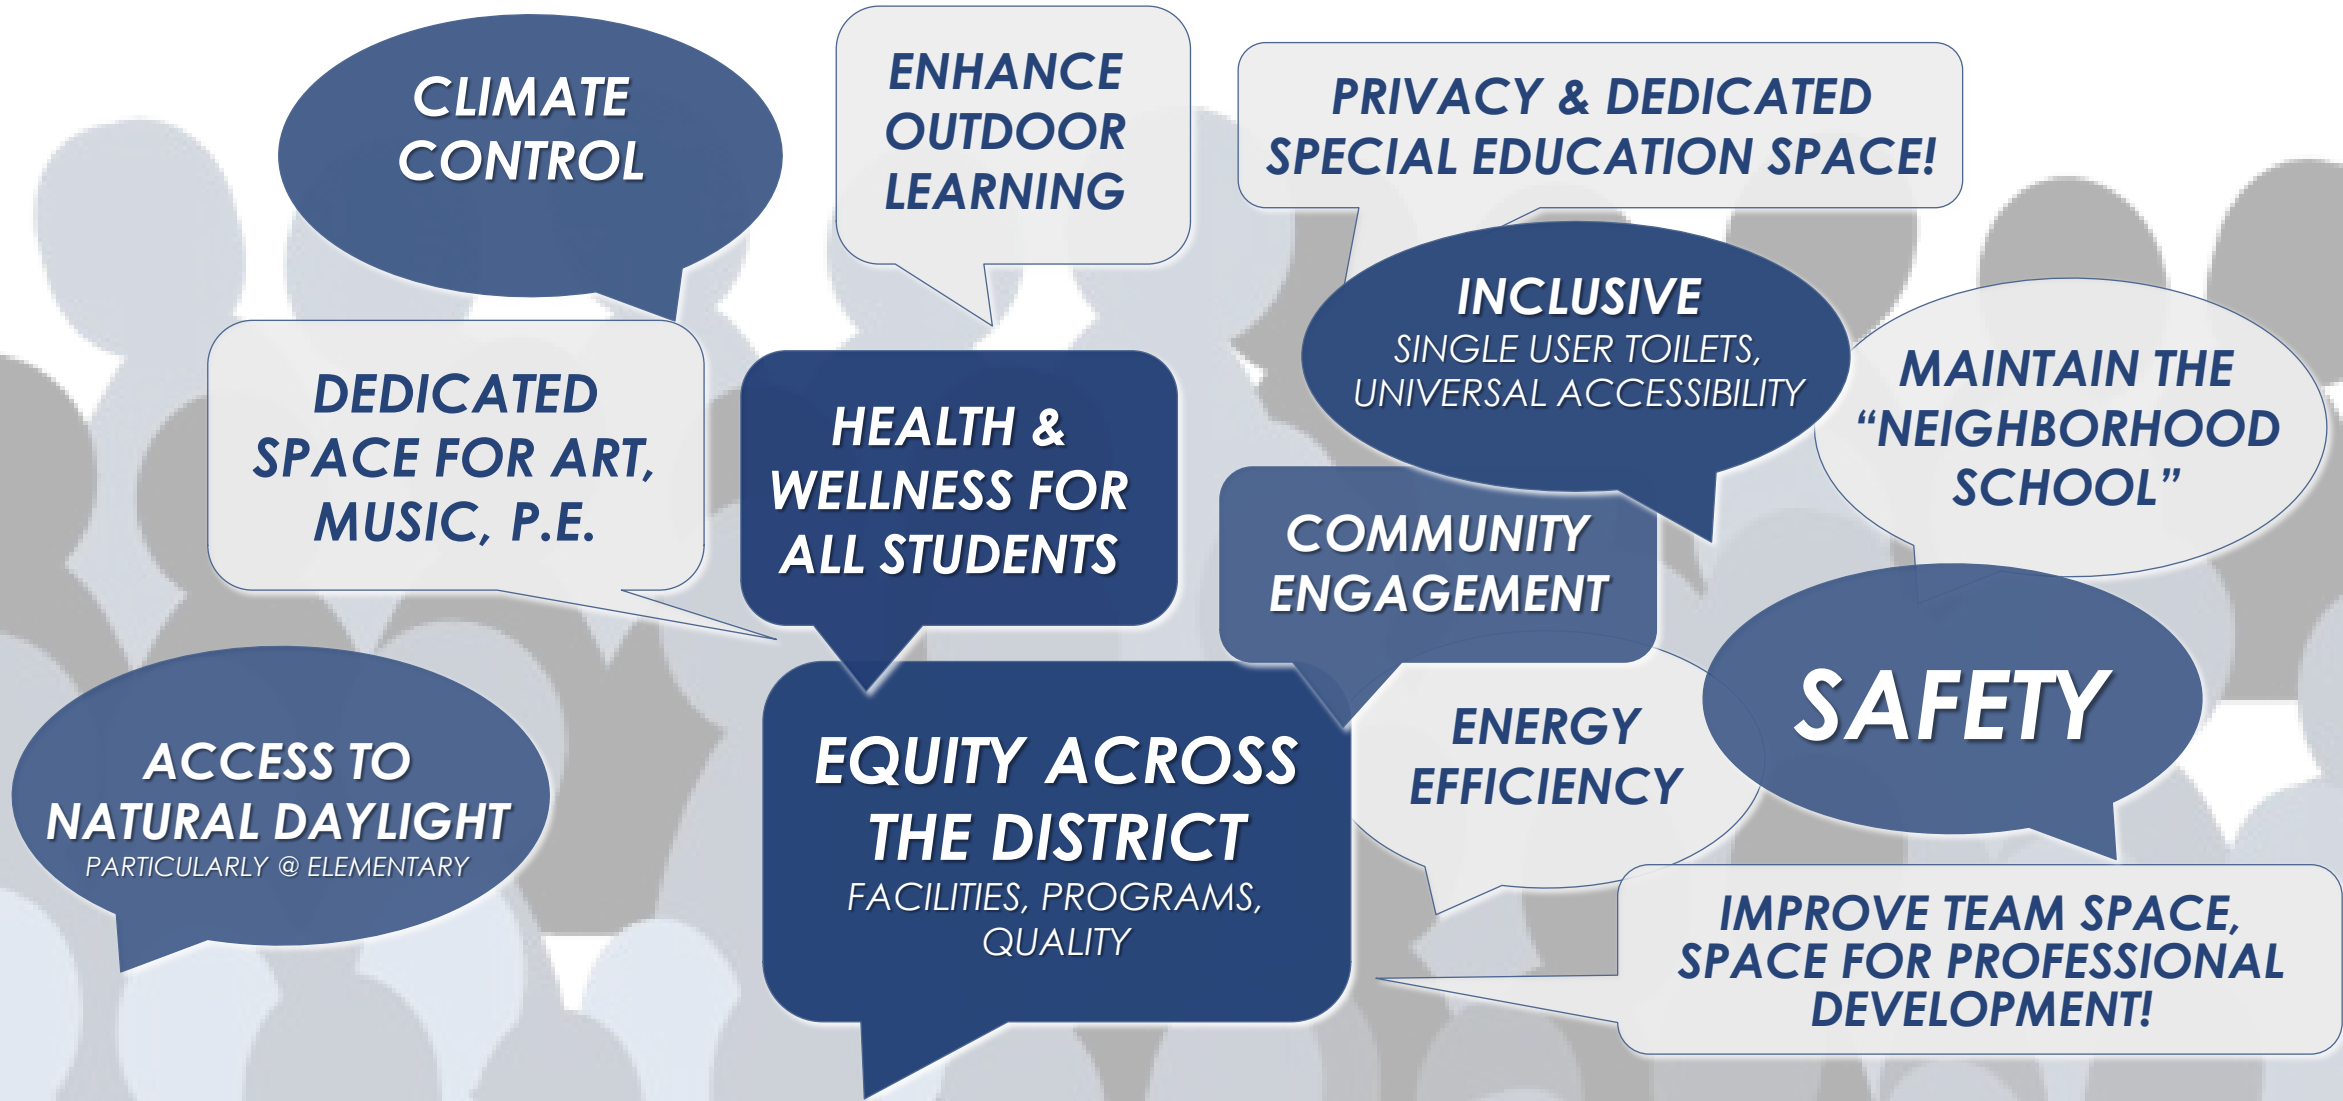 CLIMATE
CONTROL
ENHANCE
OUTDOOR
LEARNING
PRIVACY & DEDICATED
SPECIAL EDUCATION SPACE!
INCLUSIVE
SINGLE USER TOILETS,
UNIVERSAL ACCESSIBILITY
MAINTAIN THE
“NEIGHBORHOOD
SCHOOL”
DEDICATED
SPACE FOR ART,
MUSIC, P.E.
HEALTH &
WELLNESS FOR
ALL STUDENTS
COMMUNITY
ENGAGEMENT
SAFETY
ACCESS TO
NATURAL DAYLIGHT
PARTICULARLY @ ELEMENTARY
EQUITY ACROSS
THE DISTRICT
FACILITIES, PROGRAMS,
QUALITY
ENERGY
EFFICIENCY
IMPROVE TEAM SPACE,
SPACE FOR PROFESSIONAL
DEVELOPMENT!